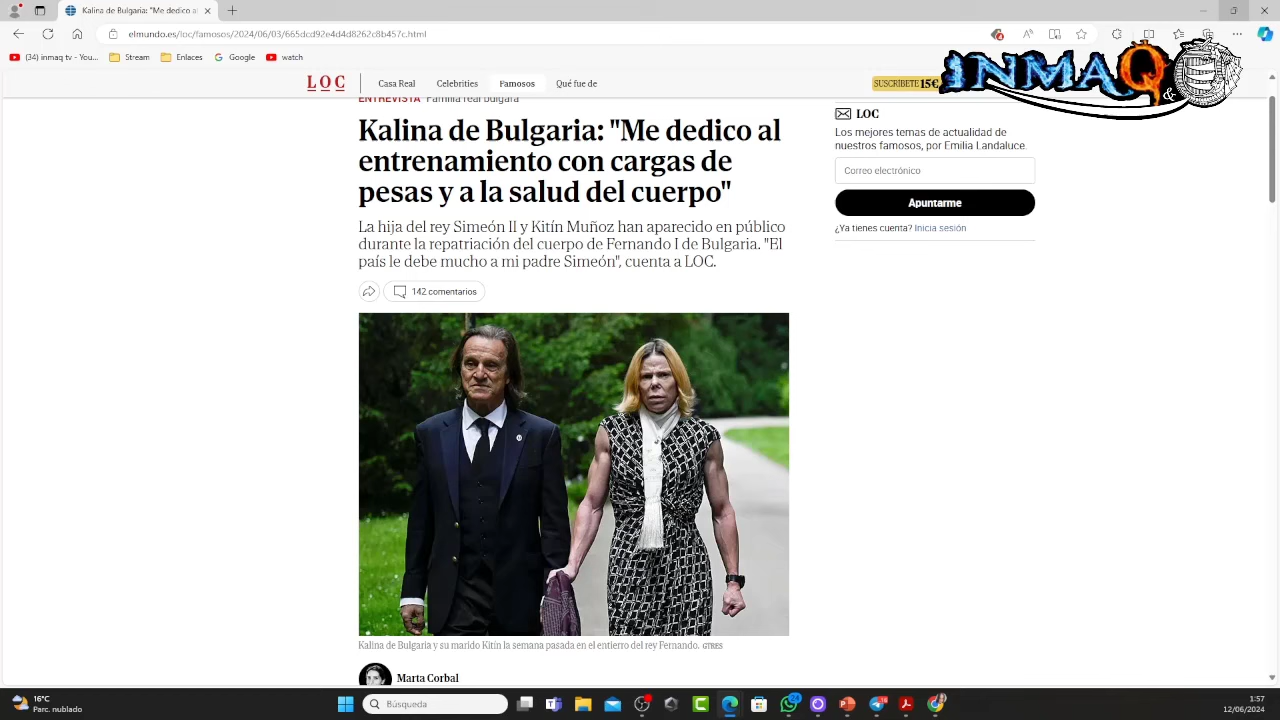 Kalina de Bulgaria: "Me dedico al
elmundo.es/loc/famosos/2024/06/03/665dcd92e4d4d8262c8b457c.html
(34) inmaq tv - You...
Stream
Enlaces
Google
watch
INMAQ
&
LOC
Casa Real
Celebrities
Famosos
Qué fue de
SUSCRÍBETE 15€
ENTREVISTA Familia real búlgara
Kalina de Bulgaria: "Me dedico al
entrenamiento con cargas de
pesas y a la salud del cuerpo"
La hija del rey Simeón II y Kitín Muñoz han aparecido en público
durante la repatriación del cuerpo de Fernando I de Bulgaria. "El
país le debe mucho a mi padre Simeón", cuenta a LOC.
142 comentarios
LOC
Los mejores temas de actualidad de
nuestros famosos, por Emilia Landaluce.
Correo electrónico
Apuntarme
¿Ya tienes cuenta? Inicia sesión
Kalina de Bulgaria y su marido Kitín la semana pasada en el entierro del rey Fernando. GTRES
Marta Corbal
16°C
Parc. nublado
Búsqueda
1:57
12/06/2024